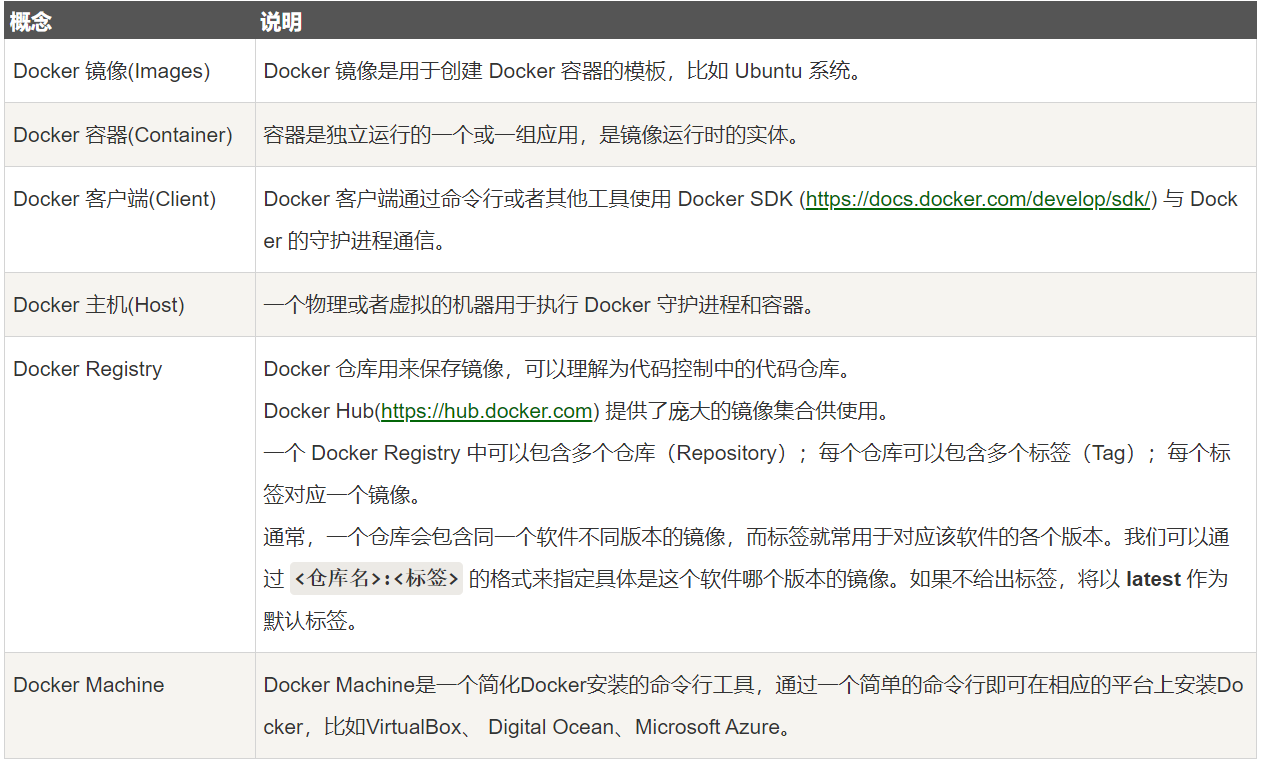 概念 说明
Docker 镜像(Images) Docker 镜像是用于创建 Docker 容器的模板，比如 Ubuntu 系统。
Docker 容器(Container) 容器是独立运行的一个或一组应用，是镜像运行时的实体。
Docker 客户端(Client) Docker 客户端通过命令行或者其他工具使用 Docker SDK (https://docs.docker.com/develop/sdk/) 与 Dock
er 的守护进程通信。
Docker 主机(Host) 一个物理或者虚拟的机器用于执行 Docker 守护进程和容器。
Docker Registry Docker 仓库用来保存镜像，可以理解为代码控制中的代码仓库。
Docker Hub(https://hub.docker.com) 提供了庞大的镜像集合供使用。
一个 Docker Registry 中可以包含多个仓库（Repository）；每个仓库可以包含多个标签（Tag）；每个标
签对应一个镜像。
通常，一个仓库会包含同一个软件不同版本的镜像，而标签就常用于对应该软件的各个版本。我们可以通
过 <仓库名>:<标签> 的格式来指定具体是这个软件哪个版本的镜像。如果不给出标签，将以 latest 作为
默认标签。
Docker Machine Docker Machine是一个简化Docker安装的命令行工具，通过一个简单的命令行即可在相应的平台上安装Do
cker，比如VirtualBox、 Digital Ocean、Microsoft Azure。